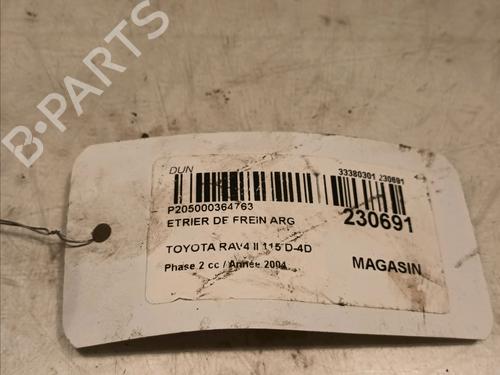 B-PARTS
DUN
33380301 230691
P205000364763
ETRIER DE FREIN ARG
230691
TOYOTA RAV4 II 115 D-4D
Phase 2 cc / Année 2004
MAGASIN